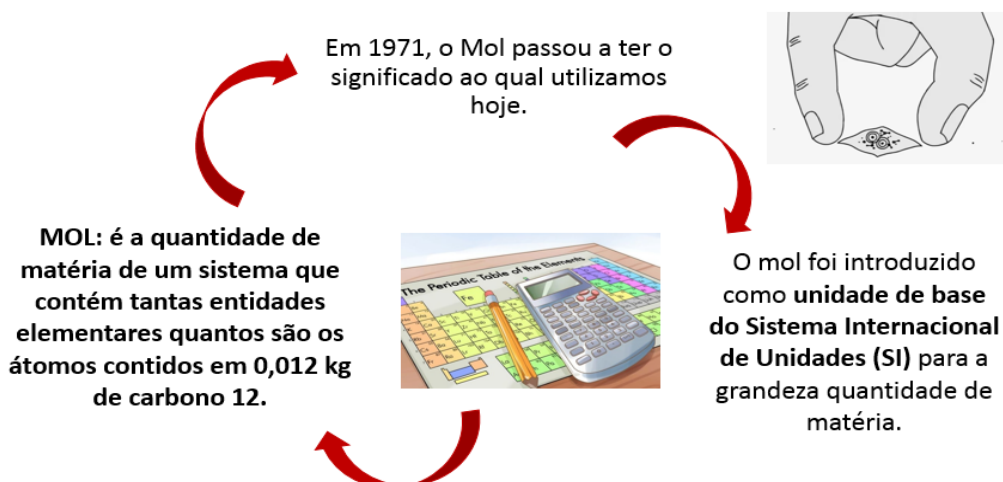 Em 1971, o Mol passou a ter o
significado ao qual utilizamos
hoje.
MOL: é a quantidade de
matéria de um sistema que
contém tantas entidades
elementares quantos são os
átomos contidos em 0,012 kg
de carbono 12.
The Periodic Table of the Elements
Fe
O mol foi introduzido
como unidade de base
do Sistema Internacional
de Unidades (SI) para a
grandeza quantidade de
matéria.